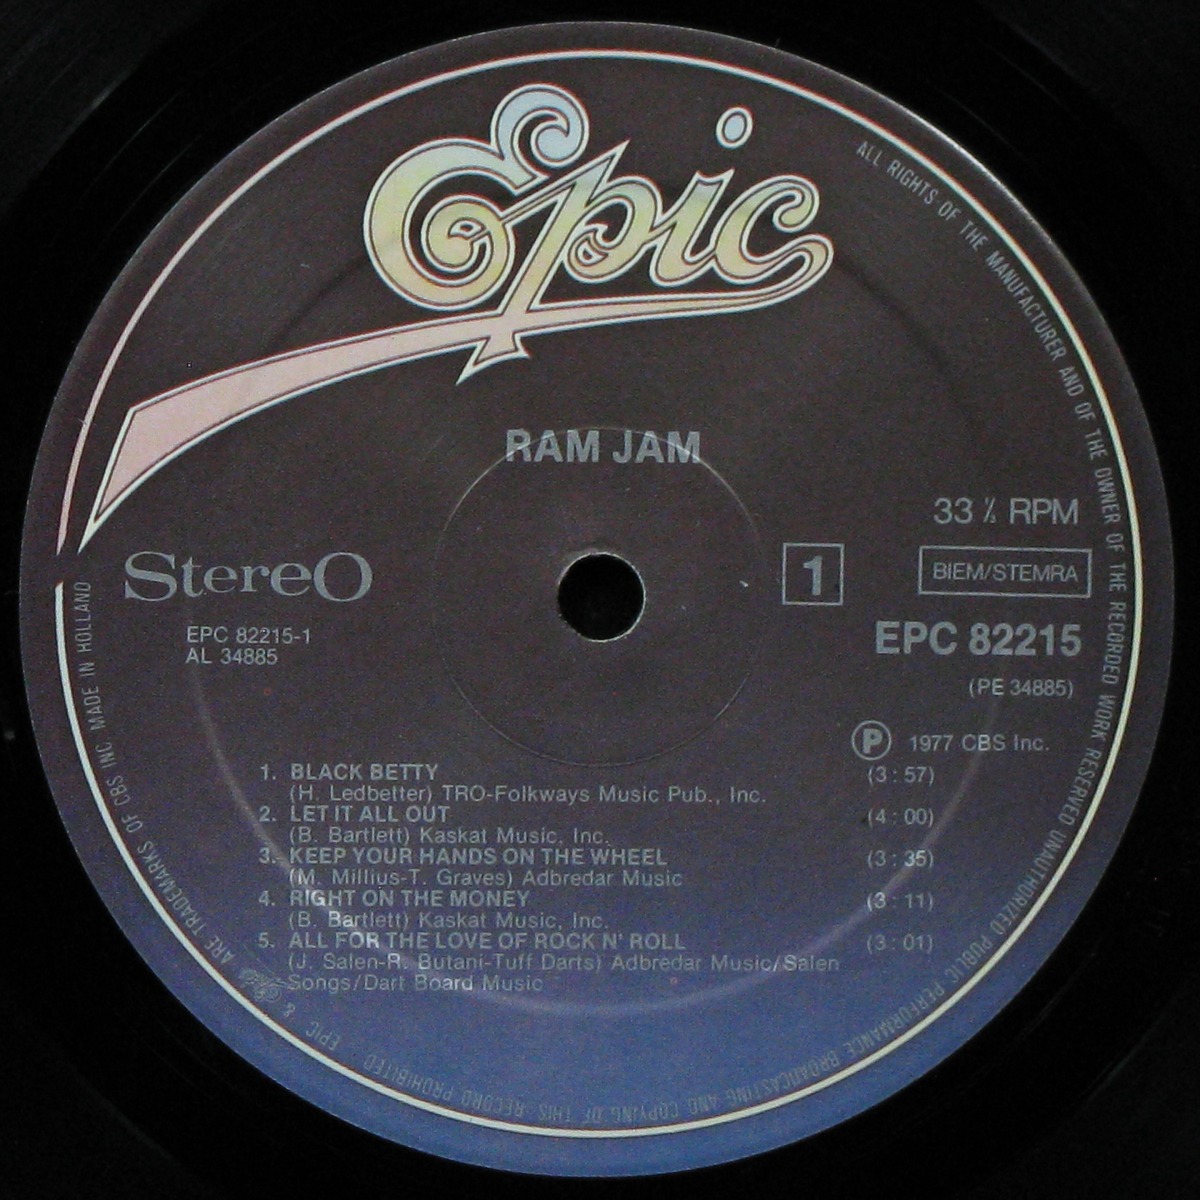 Epic
RAM JAM
33 ⅓ RPM
Stereo
1
BIEM/STEMRA
EPC 82215-1
AL 34885
EPC 82215
(PE 34885)
℗ 1977 CBS Inc.
1. BLACK BETTY (3 : 57)
(H. Ledbetter) TRO-Folkways Music Pub., Inc.
2. LET IT ALL OUT (4 : 00)
(B. Bartlett) Kaskat Music, Inc.
3. KEEP YOUR HANDS ON THE WHEEL (3 : 35)
(M. Millius-T. Graves) Adbredar Music
4. RIGHT ON THE MONEY (3 : 11)
(B. Bartlett) Kaskat Music, Inc.
5. ALL FOR THE LOVE OF ROCK N' ROLL (3 : 01)
(J. Salen-R. Butani-Tuff Darts) Adbredar Music/Salen
Songs/Dart Board Music
ALL RIGHTS OF THE MANUFACTURER AND OF THE OWNER OF THE RECORDED WORK RESERVED UNAUTHORIZED PUBLIC PERFORMANCE BROADCASTING AND COPYING OF THIS RECORD PROHIBITED
EPIC & Epic ARE TRADEMARKS OF CBS INC MADE IN HOLLAND